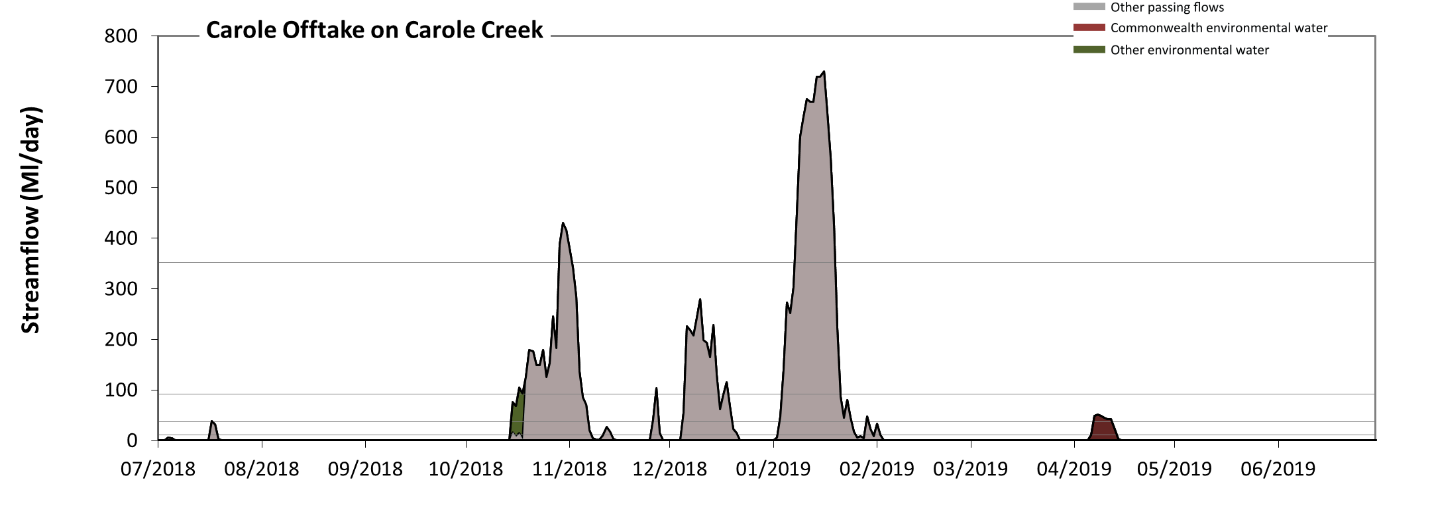 Other passing flows
Carole Offtake on Carole Creek
Commonwealth environmental water
Other environmental water
Streamflow (Ml/day)
800
700
600
500
400
300
200
100
0
07/2018 08/2018 09/2018 10/2018 11/2018 12/2018 01/2019 02/2019 03/2019 04/2019 05/2019 06/2019